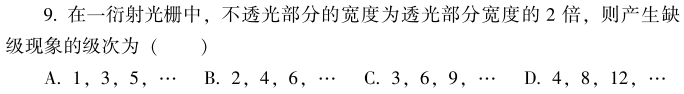 9. 在一衍射光栅中，不透光部分的宽度为透光部分宽度的 2 倍，则产生缺
级现象的级次为（　　）
A. 1，3，5，⋯　B. 2，4，6，⋯　C. 3，6，9，⋯　D. 4，8，12，⋯